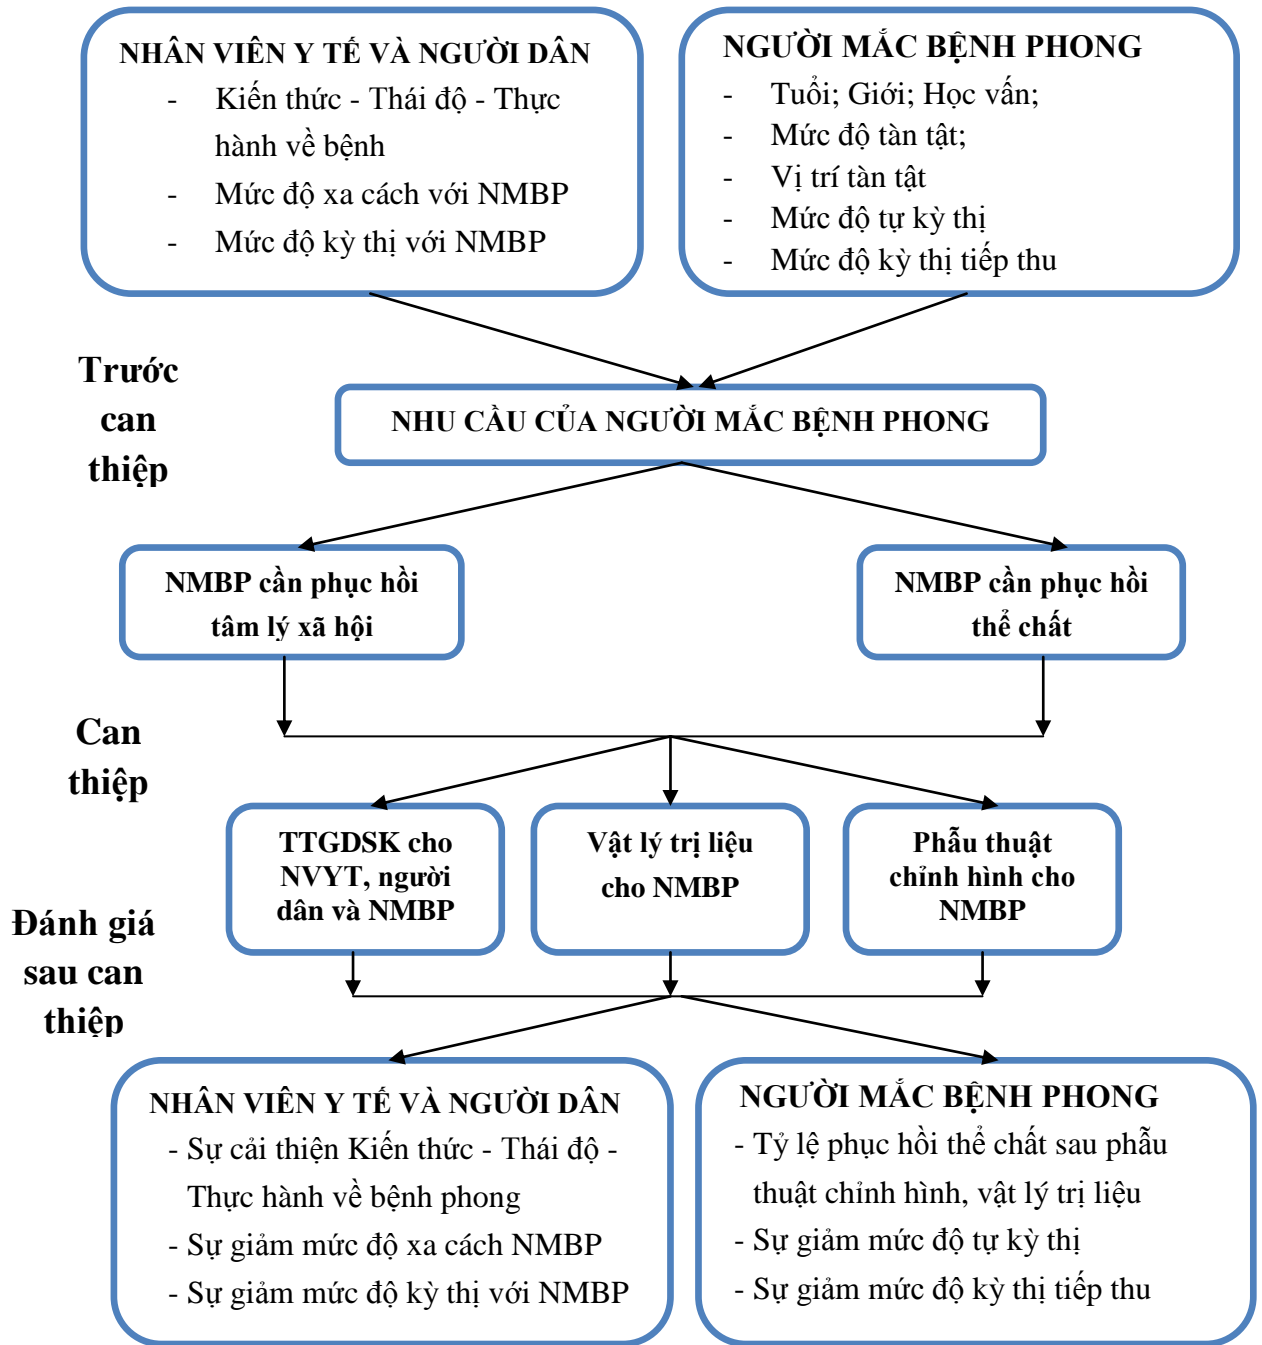 NHÂN VIÊN Y TẾ VÀ NGƯỜI DÂN
- Kiến thức - Thái độ - Thực
hành về bệnh
- Mức độ xa cách với NMBP
- Mức độ kỳ thị với NMBP
NGƯỜI MẮC BỆNH PHONG
- Tuổi; Giới; Học vấn;
- Mức độ tàn tật;
- Vị trí tàn tật
- Mức độ tự kỳ thị
- Mức độ kỳ thị tiếp thu
Trước
can
thiệp
NHU CẦU CỦA NGƯỜI MẮC BỆNH PHONG
NMBP cần phục hồi
tâm lý xã hội
NMBP cần phục hồi
thể chất
Can
thiệp
TTGDSK cho
NVYT, người
dân và NMBP
Vật lý trị liệu
cho NMBP
Phẫu thuật
chỉnh hình cho
NMBP
Đánh giá
sau can
thiệp
NHÂN VIÊN Y TẾ VÀ NGƯỜI DÂN
- Sự cải thiện Kiến thức - Thái độ -
Thực hành về bệnh phong
- Sự giảm mức độ xa cách NMBP
- Sự giảm mức độ kỳ thị với NMBP
NGƯỜI MẮC BỆNH PHONG
- Tỷ lệ phục hồi thể chất sau phẫu
thuật chỉnh hình, vật lý trị liệu
- Sự giảm mức độ tự kỳ thị
- Sự giảm mức độ kỳ thị tiếp thu